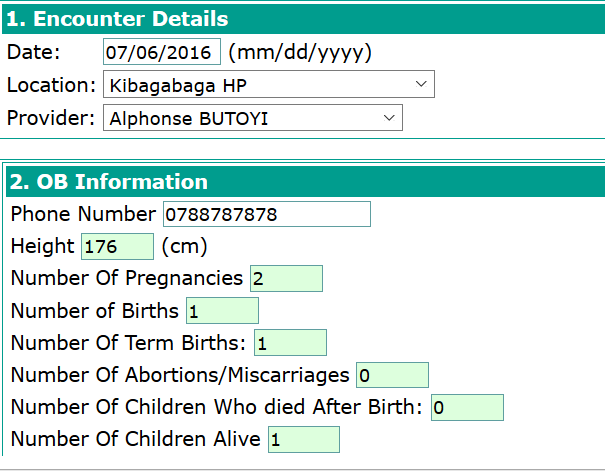 1. Encounter Details
Date: 07/06/2016 (mm/dd/yyyy)
Location: Kibagabaga HP
Provider: Alphonse BUTOYI
2. OB Information
Phone Number 0788787878
Height 176 (cm)
Number Of Pregnancies 2
Number of Births 1
Number Of Term Births: 1
Number Of Abortions/Miscarriages 0
Number Of Children Who died After Birth: 0
Number Of Children Alive 1